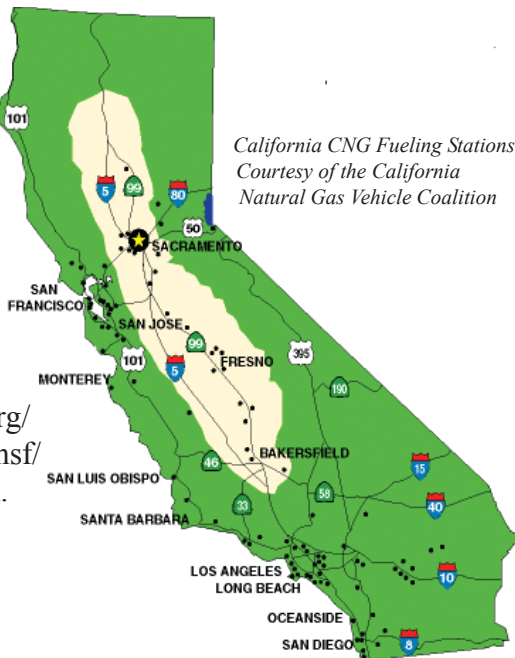 101
California CNG Fueling Stations
Courtesy of the California
Natural Gas Vehicle Coalition
5
99
80
50
SACRAMENTO
SAN
FRANCISCO
SAN JOSE
99
395
101
5
FRESNO
MONTEREY
190
rg/
nsf/
46
BAKERSFIELD
15
SAN LUIS OBISPO
58
40
33
SANTA BARBARA
LOS ANGELES
10
LONG BEACH
OCEANSIDE
SAN DIEGO
8